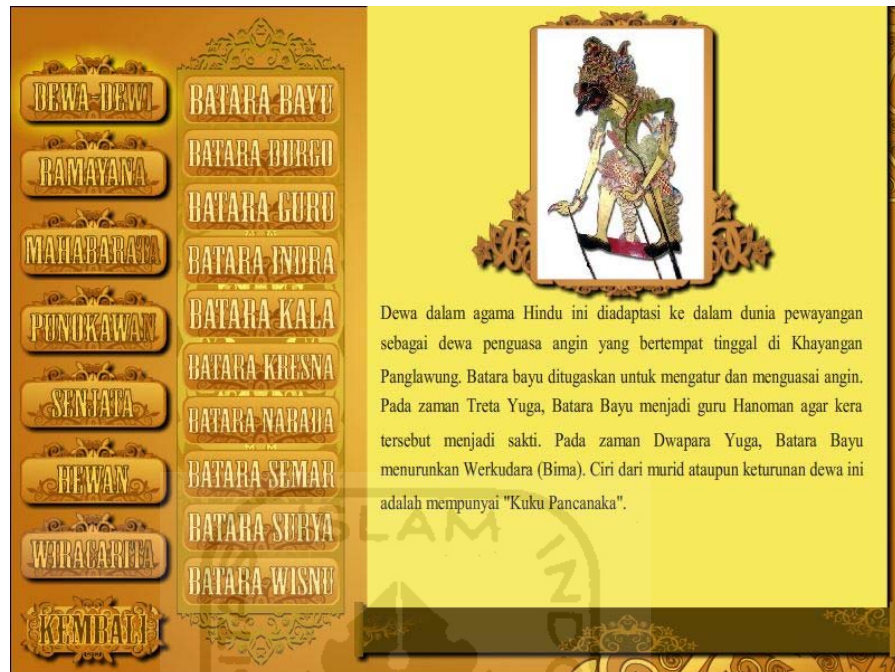 DEWA-DEWI
RAMAYANA
MAHABARATA
PUNOKAWAN
SENJATA
HEWAN
WIRACARITA
KEMBALI
BATARA BAYU
BATARA DURGO
BATARA GURU
BATARA INDRA
BATARA KALA
BATARA KRESNA
BATARA NARADA
BATARA SEMAR
BATARA SURYA
BATARA WISNU
Dewa dalam agama Hindu ini diadaptasi ke dalam dunia pewayangan
sebagai dewa penguasa angin yang bertempat tinggal di Khayangan
Panglawung. Batara bayu ditugaskan untuk mengatur dan menguasai angin.
Pada zaman Treta Yuga, Batara Bayu menjadi guru Hanoman agar kera
tersebut menjadi sakti. Pada zaman Dwapara Yuga, Batara Bayu
menurunkan Werkudara (Bima). Ciri dari murid ataupun keturunan dewa ini
adalah mempunyai "Kuku Pancanaka".
ISLAM